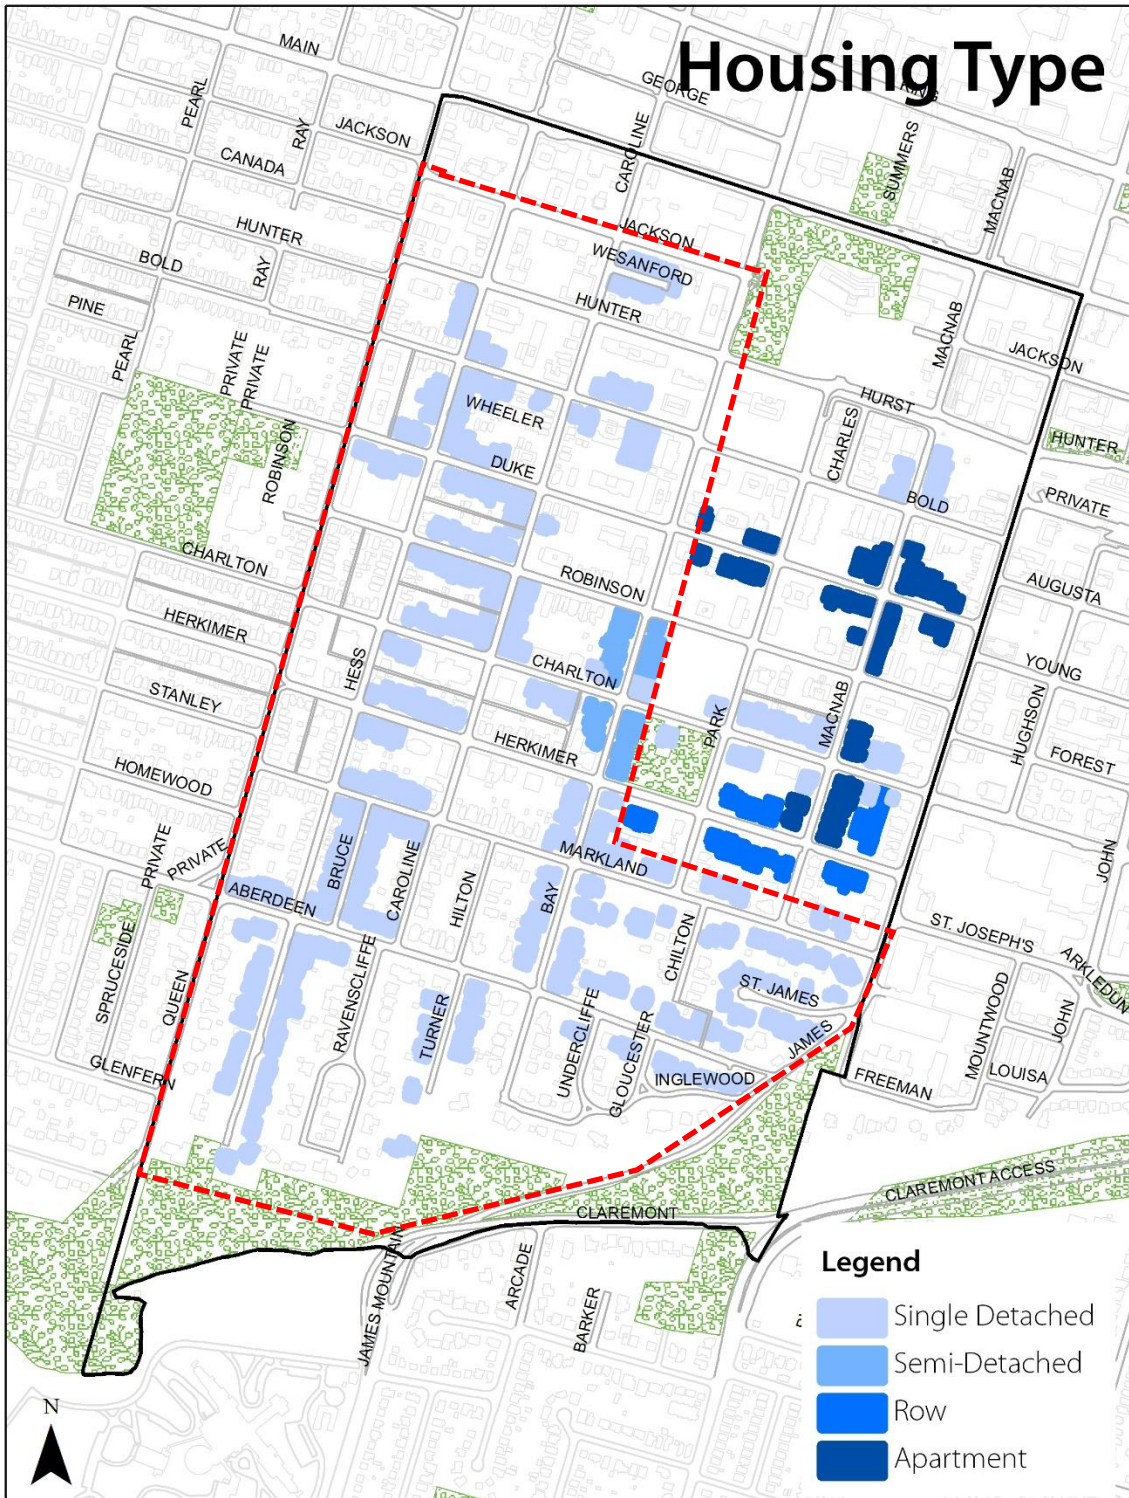 Housing Type
MAIN
GEORGE
KING
PEARL
RAY
JACKSON
CAROLINE
SUMMERS
MACNAB
CANADA
HUNTER
JACKSON
BOLD
RAY
WESANFORD
PINE
HUNTER
MACNAB
JACKSON
PEARL
PRIVATE
PRIVATE
HURST
WHEELER
CHARLES
HUNTER
ROBINSON
DUKE
BOLD
PRIVATE
CHARLTON
ROBINSON
AUGUSTA
HERKIMER
HESS
CHARLTON
YOUNG
STANLEY
PARK
MACNAB
HUGHSON
HERKIMER
FOREST
HOMEWOOD
PRIVATE
PRIVATE
BRUCE
MARKLAND
JOHN
ABERDEEN
CAROLINE
HILTON
BAY
ST. JOSEPH'S
SPRUCESIDE
QUEEN
RAVENSCLIFFE
CHILTON
ARKLEDUN
ST. JAMES
MOUNTWOOD
JOHN
TURNER
UNDERCLIFFE
GLOUCESTER
JAMES
GLENFERN
INGLEWOOD
FREEMAN
LOUISA
CLAREMONT ACCESS
CLAREMONT
JAMES MOUNTAIN
ARCADE
BARKER
Legend
Single Detached
Semi-Detached
Row
Apartment
N